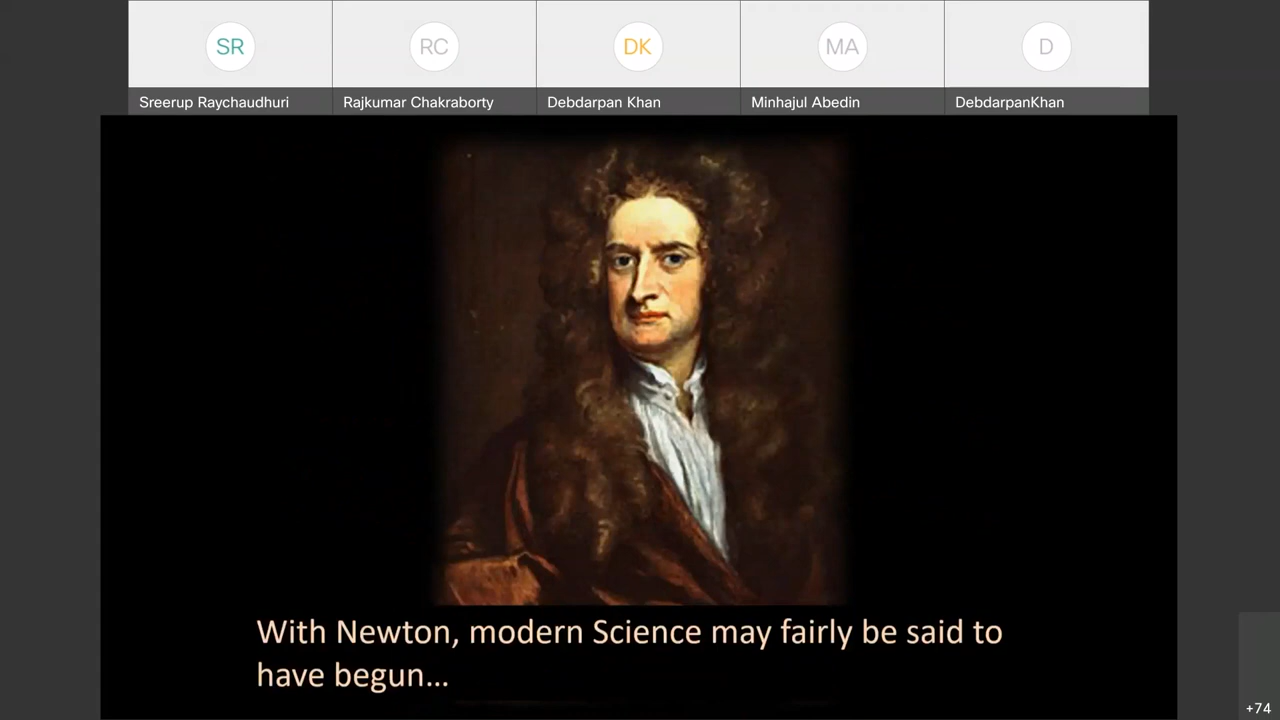 SR
RC
DK
MA
D
Sreerup Raychaudhuri
Rajkumar Chakraborty
Debdarpan Khan
Minhajul Abedin
DebdarpanKhan
With Newton, modern Science may fairly be said to
have begun...
+74